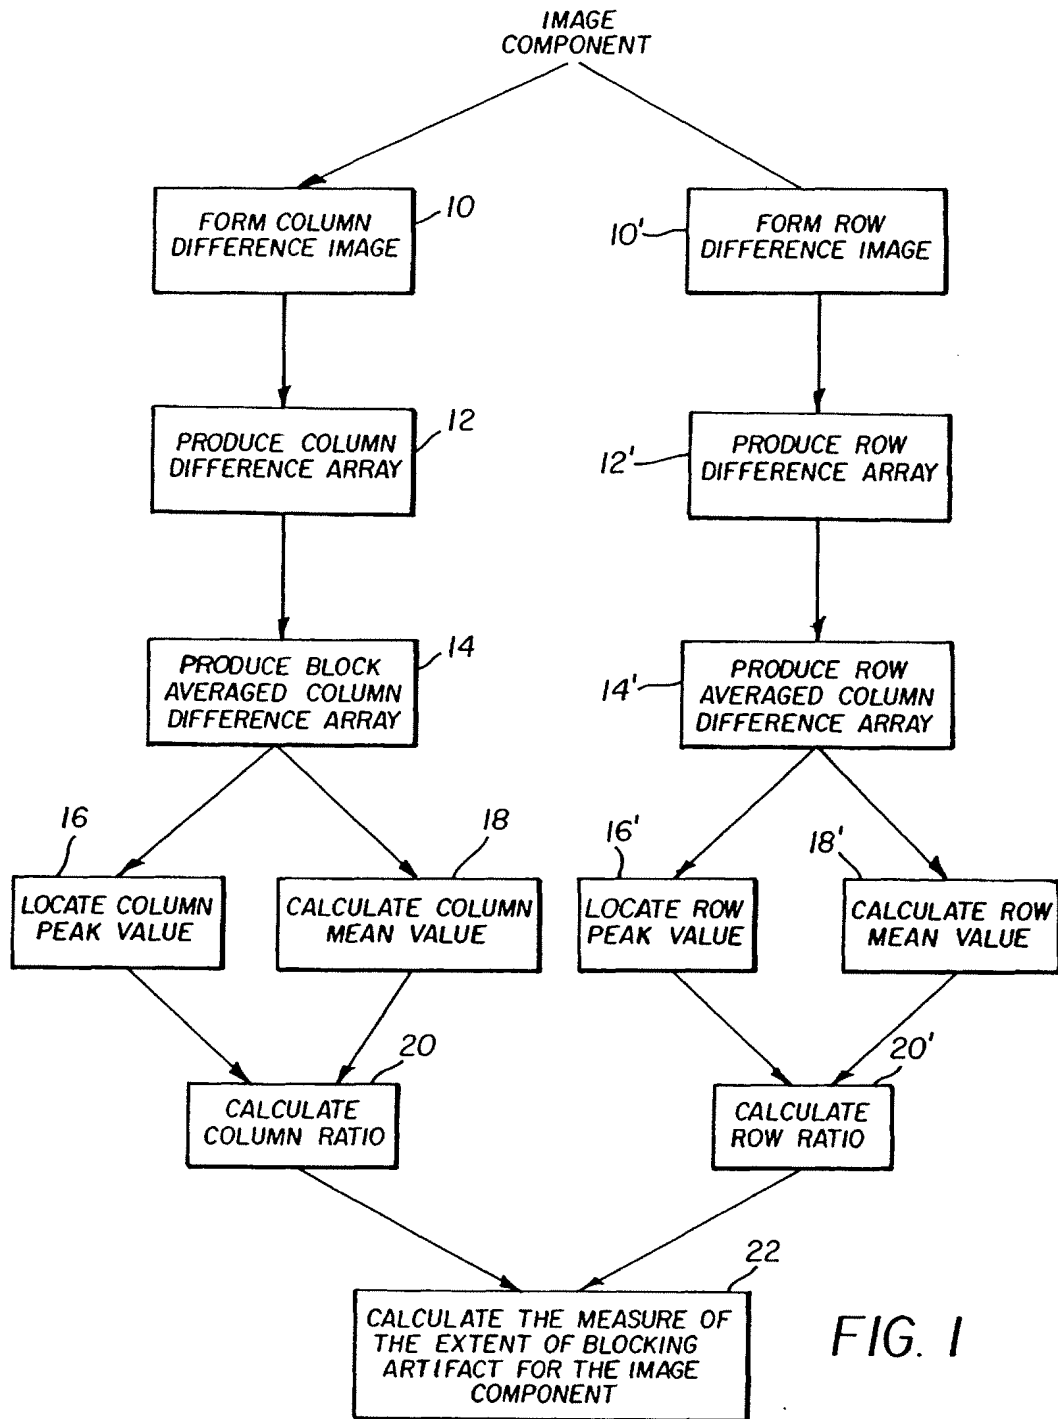 IMAGE
COMPONENT
FORM COLUMN
DIFFERENCE IMAGE
10
10'
FORM ROW
DIFFERENCE IMAGE
PRODUCE COLUMN
DIFFERENCE ARRAY
12
12'
PRODUCE ROW
DIFFERENCE ARRAY
PRODUCE BLOCK
AVERAGED COLUMN
DIFFERENCE ARRAY
14
14'
PRODUCE ROW
AVERAGED COLUMN
DIFFERENCE ARRAY
16
18
16'
18'
LOCATE COLUMN
PEAK VALUE
CALCULATE COLUMN
MEAN VALUE
LOCATE ROW
PEAK VALUE
CALCULATE ROW
MEAN VALUE
20
20'
CALCULATE
COLUMN RATIO
CALCULATE
ROW RATIO
22
CALCULATE THE MEASURE OF
THE EXTENT OF BLOCKING
ARTIFACT FOR THE IMAGE
COMPONENT
FIG. 1